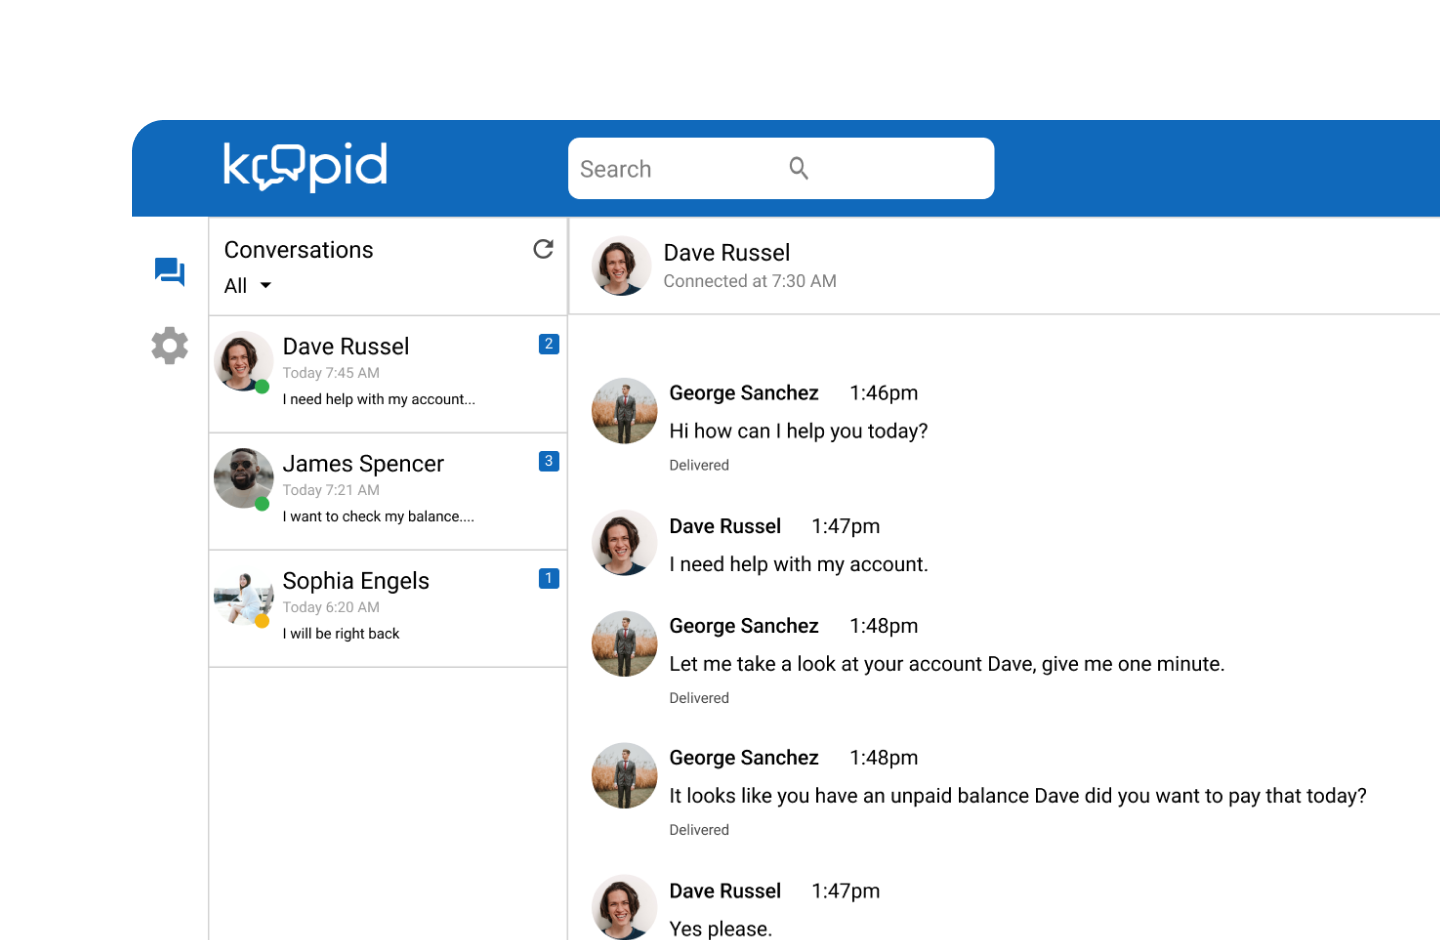 koopid
Search
Conversations
All
Dave Russel
2
Today 7:45 AM
I need help with my account...
James Spencer
3
Today 7:21 AM
I want to check my balance....
Sophia Engels
1
Today 6:20 AM
I will be right back
Dave Russel
Connected at 7:30 AM
George Sanchez 1:46pm
Hi how can I help you today?
Delivered
Dave Russel 1:47pm
I need help with my account.
George Sanchez 1:48pm
Let me take a look at your account Dave, give me one minute.
Delivered
George Sanchez 1:48pm
It looks like you have an unpaid balance Dave did you want to pay that today?
Delivered
Dave Russel 1:47pm
Yes please.